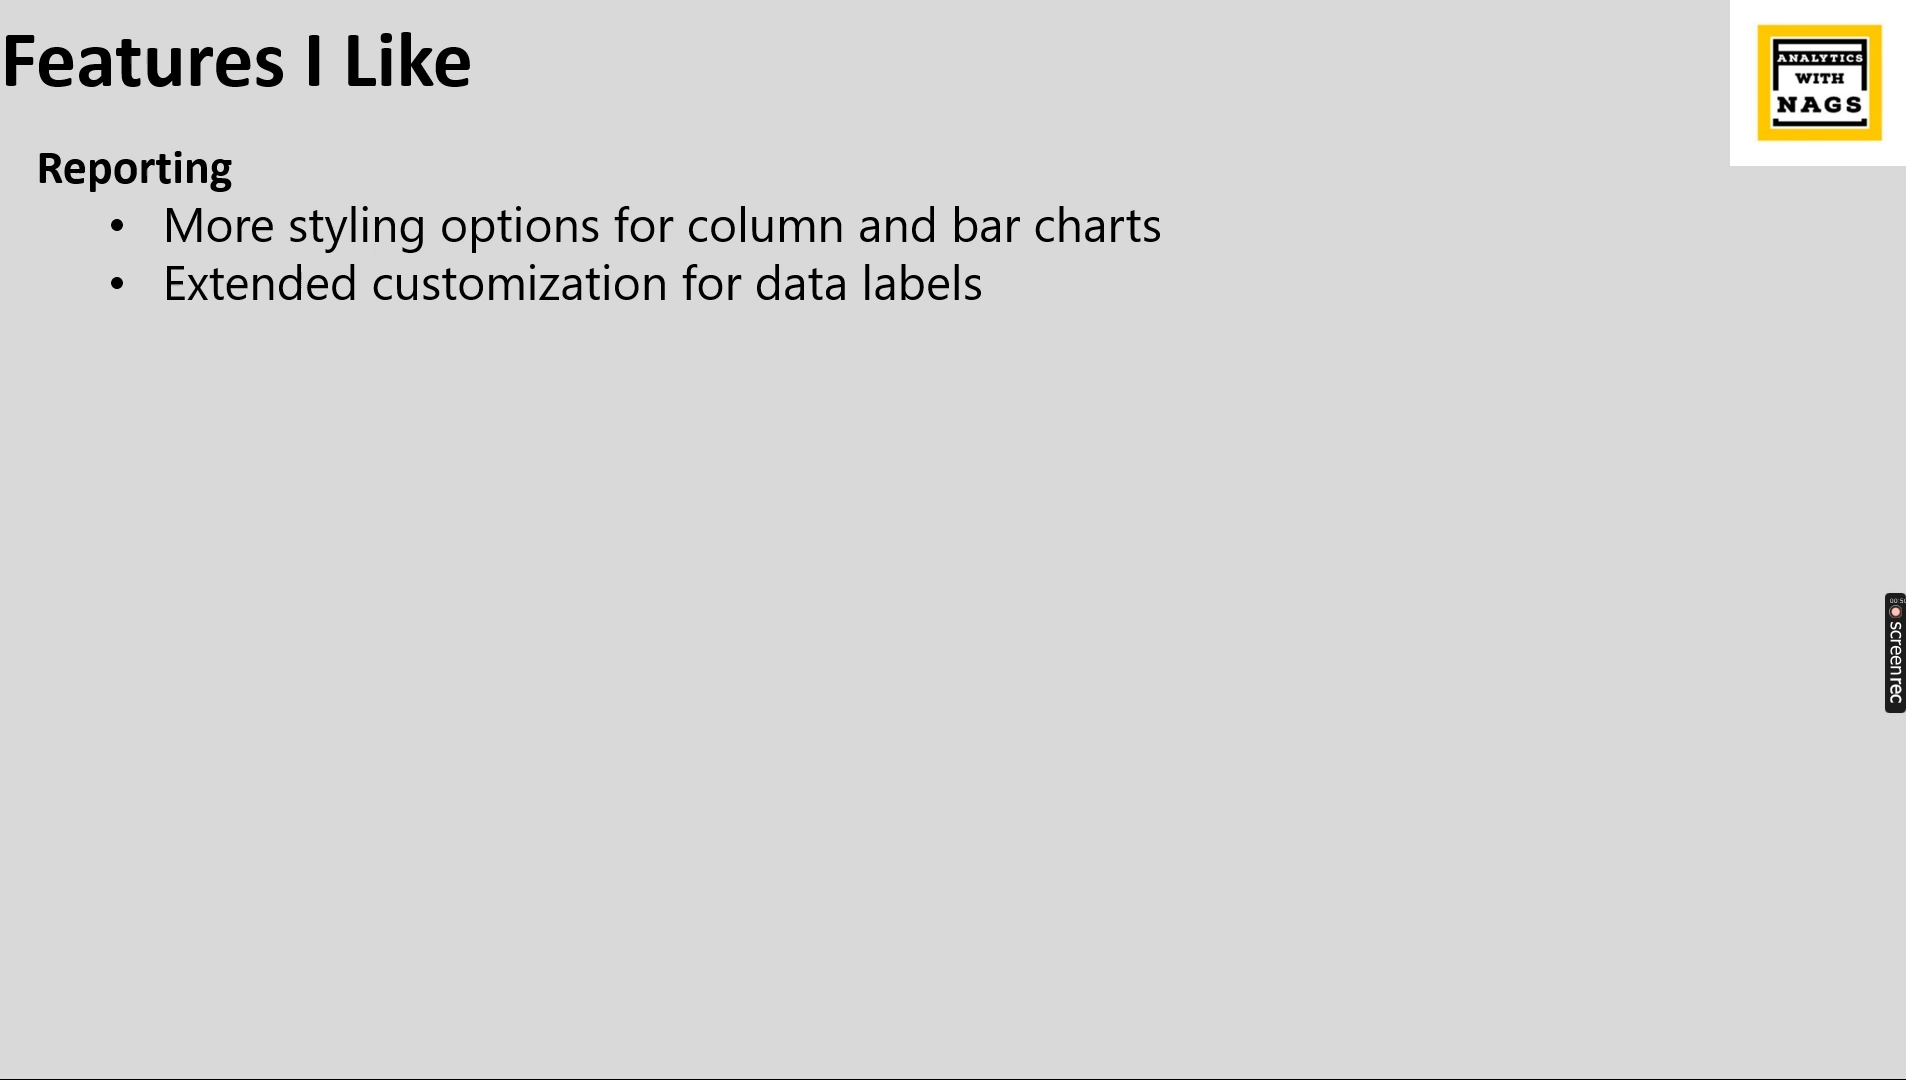 Features I Like
ANALYTICS
WITH
NAGS
Reporting
• More styling options for column and bar charts
• Extended customization for data labels
screenrec